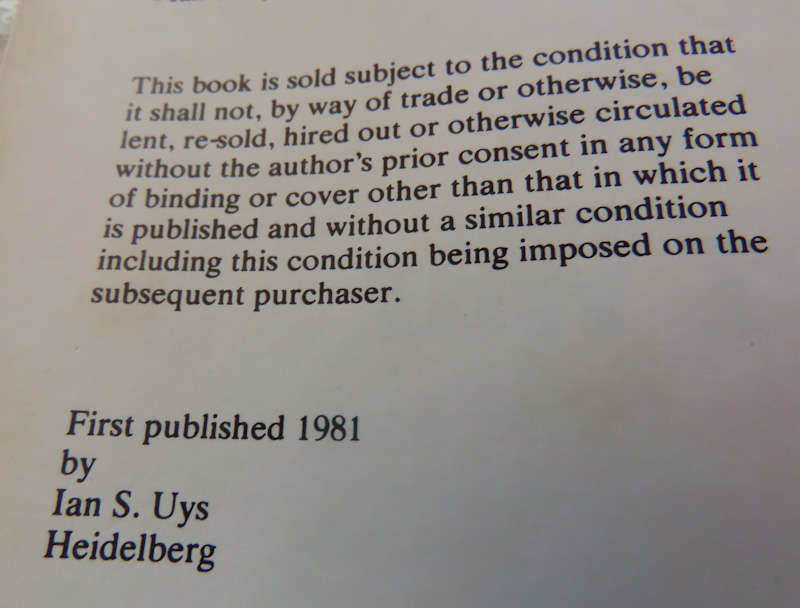 This book is sold subject to the condition that
it shall not, by way of trade or otherwise, be
lent, re-sold, hired out or otherwise circulated
without the author's prior consent in any form
of binding or cover other than that in which it
is published and without a similar condition
including this condition being imposed on the
subsequent purchaser.
First published 1981
by
Ian S. Uys
Heidelberg